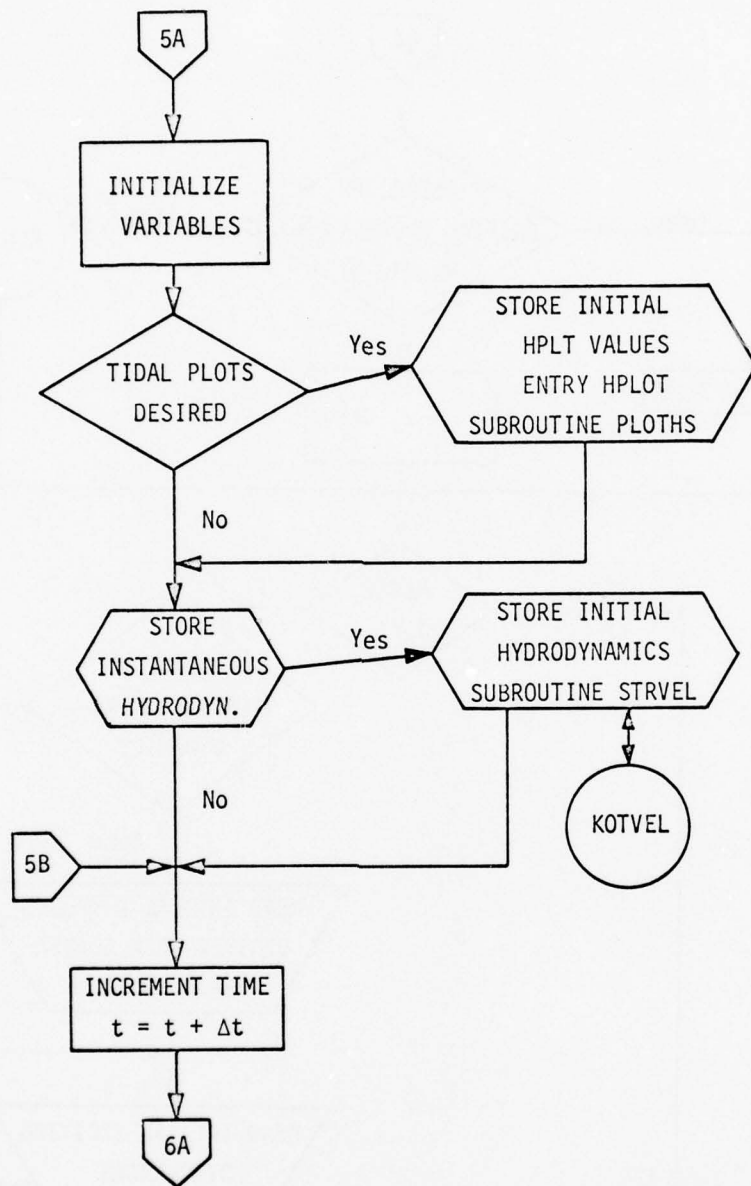 5A
INITIALIZE
VARIABLES
TIDAL PLOTS
DESIRED
Yes
STORE INITIAL
HPLT VALUES
ENTRY HPLOT
SUBROUTINE PLOTHS
No
STORE
INSTANTANEOUS
HYDRODYN.
Yes
STORE INITIAL
HYDRODYNAMICS
SUBROUTINE STRVEL
No
KOTVEL
5B
INCREMENT TIME
t = t + Δt
6A